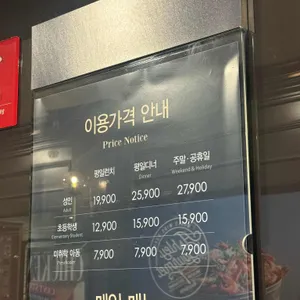 이용가격 안내
Price Notice
평일런치 평일디너 주말·공휴일
Dinner Weekend & Holiday
성인 19,900 25,900 27,900
Adult
초등학생 12,900 15,900 15,900
Elementary Student
미취학 아동 7,900 7,900 7,900